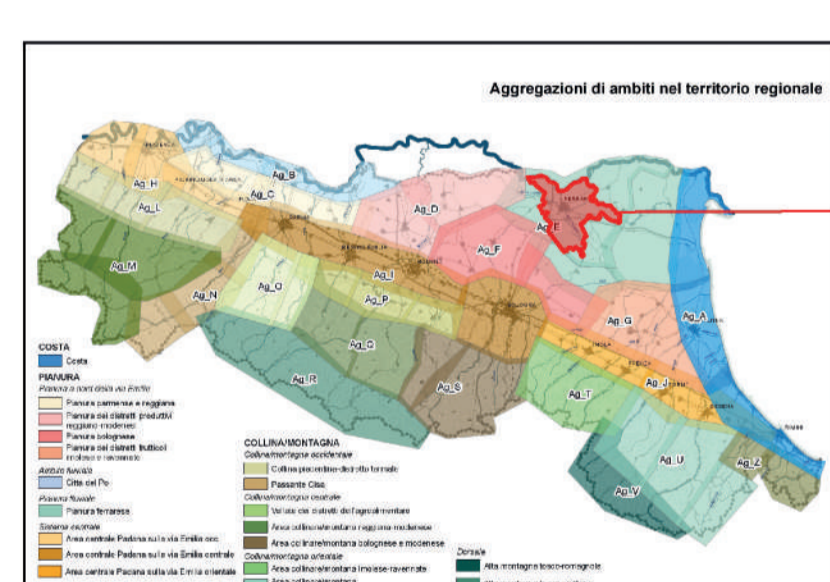 Aggregazioni di ambiti nel territorio regionale
Ag_B
Ag_H
Ag_C
Ag_L
Ag_D
Ag_E
Ag_F
Ag_M
Ag_I
Ag_N
Ag_O
Ag_P
Ag_G
Ag_A
Ag_Q
Ag_R
Ag_S
Ag_J
Ag_T
Ag_U
Ag_Z
Ag_V
COSTA
Costa
PIANURA
Pianura a nord della via Emilia
Pianura parmense e reggiana
Pianura dei distretti produttivi
reggiano-modenesi
Pianura bolognese
Pianura dei distretti frutticoli
imolese e ravennate
Ambito fluviale
Città del Po
Pianura fluviale
Pianura ferrarese
Sistema centrale
Area centrale Padana sulla via Emilia occ.
Area centrale Padana sulla via Emilia centrale
Area centrale Padana sulla via Emilia orientale
COLLINA/MONTAGNA
Collina/montagna occidentale
Collina piacentina-distretto termale
Passante Cisa
Collina/montagna centrale
Vallate dei distretti dell'agroalimentare
Area collinare/montana reggiano-modenese
Area collinare/montana bolognese e modenese
Collina/montagna orientale
Area collinare/montana imolese-ravennate
Area collinare/montana
Dorsale
Alta montagna tosco-romagnola